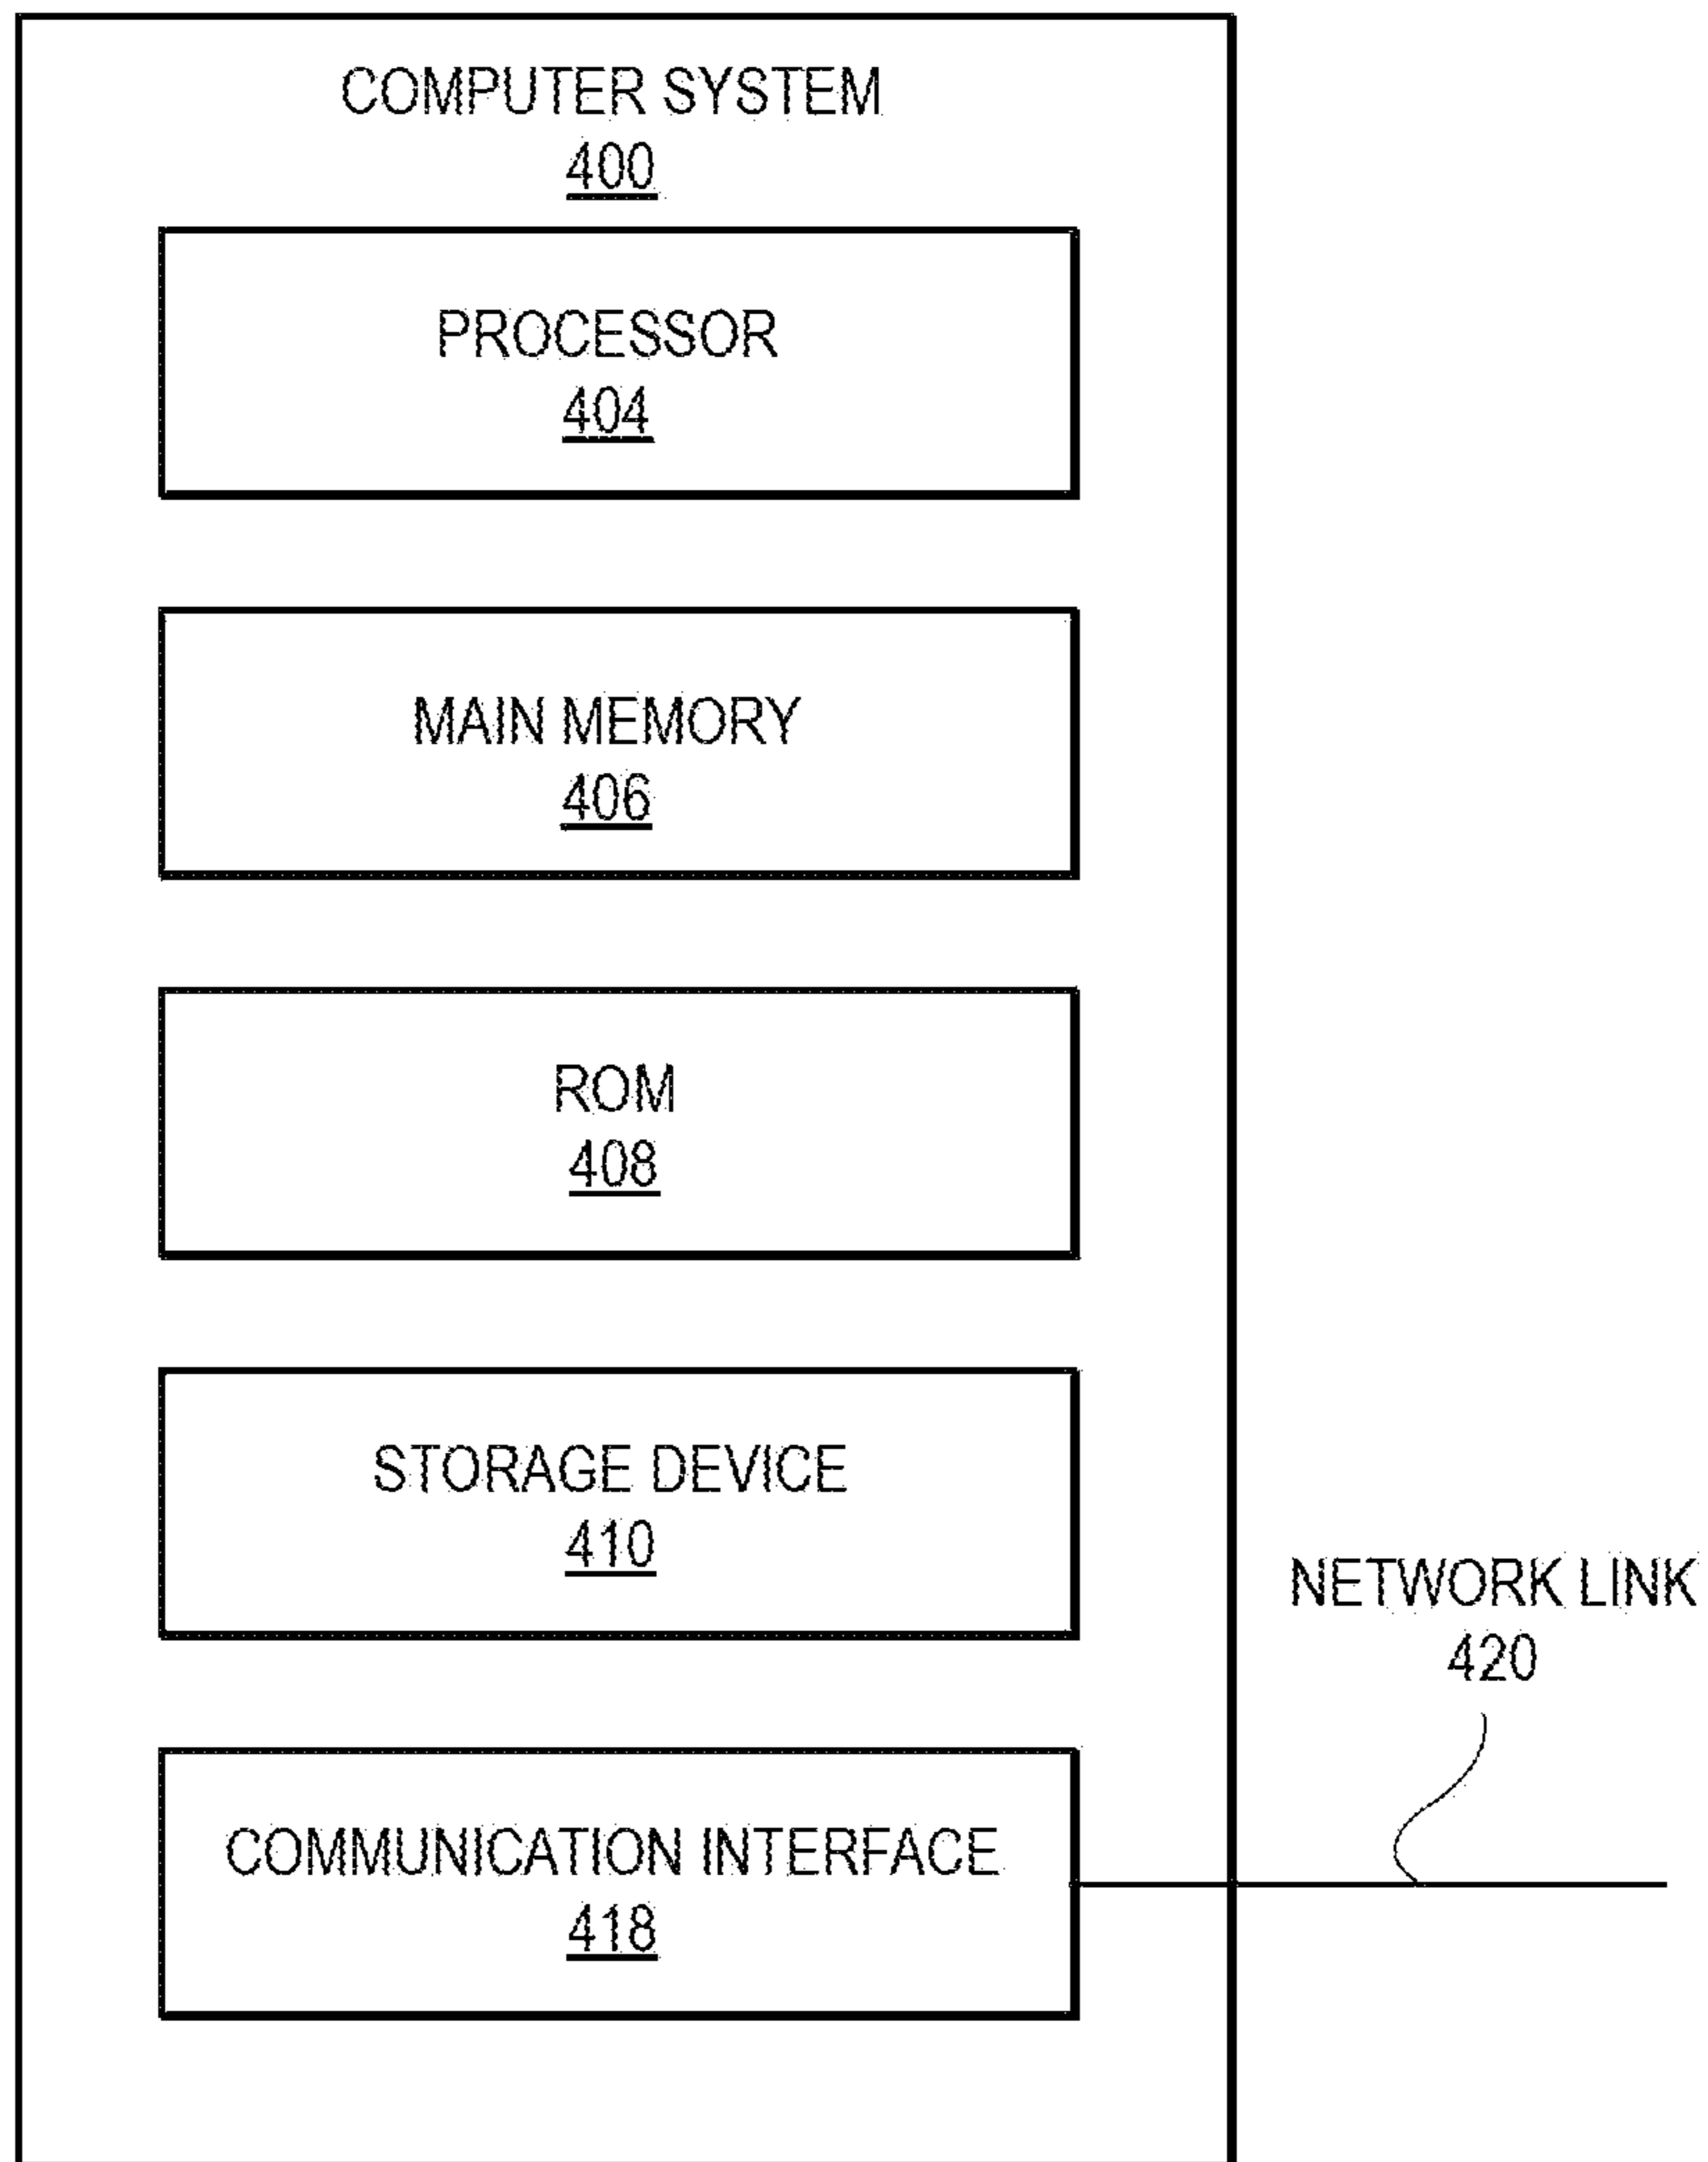 COMPUTER SYSTEM
400
PROCESSOR
404
MAIN MEMORY
406
ROM
408
STORAGE DEVICE
410
NETWORK LINK
420
COMMUNICATION INTERFACE
418